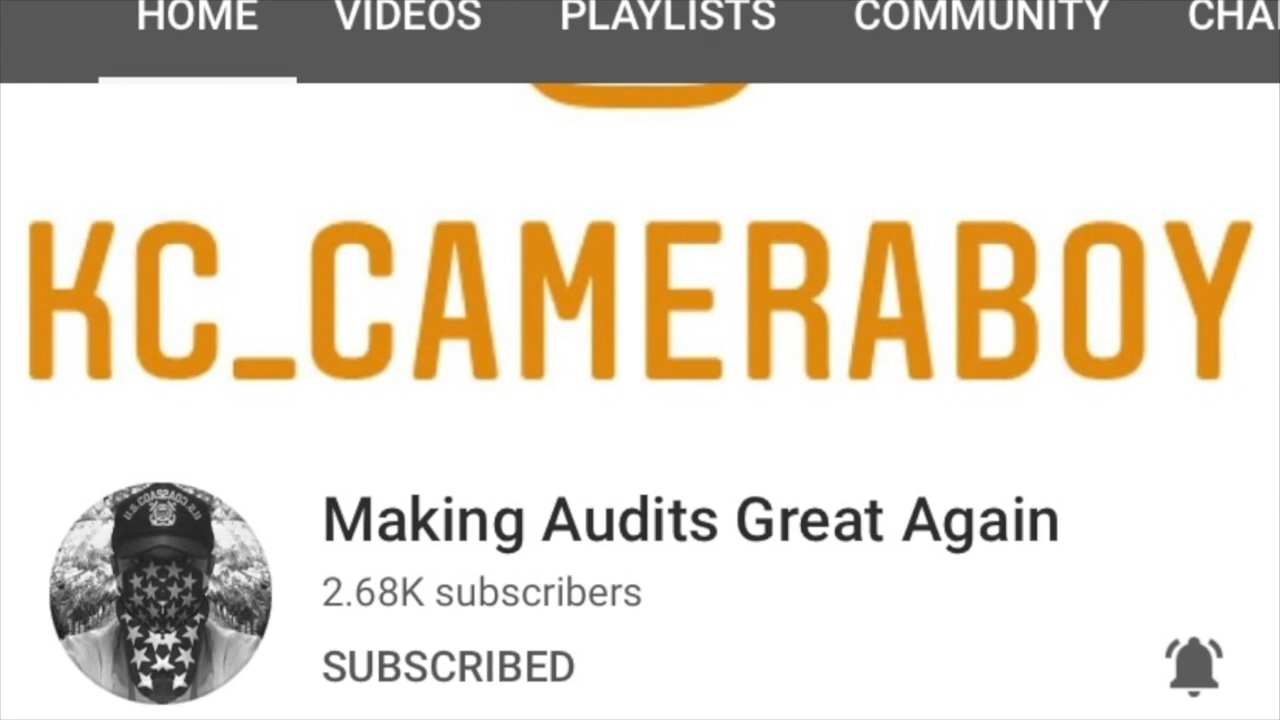 HOME VIDEOS PLAYLISTS COMMUNITY
KC_CAMERABOY
Making Audits Great Again
2.68K subscribers
SUBSCRIBED